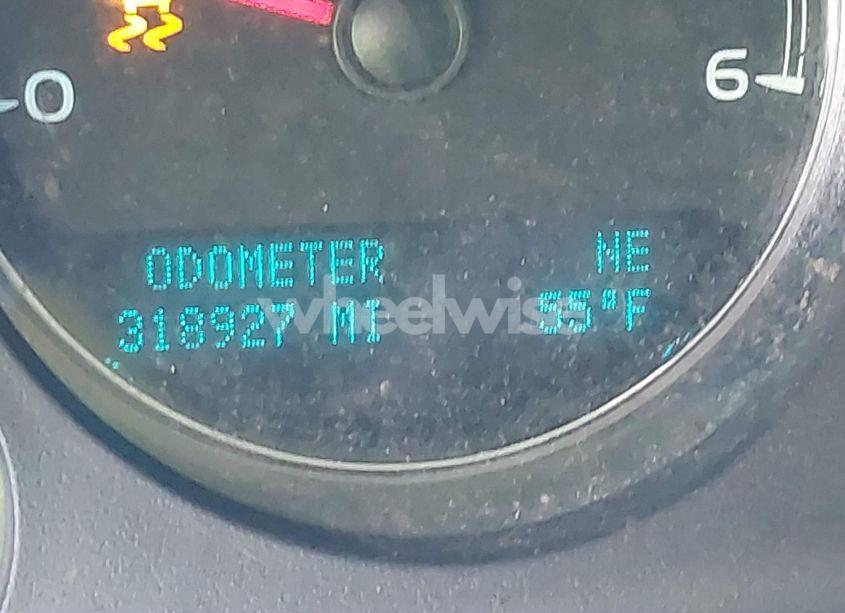 0 6
ODOMETER NE
318927 MI 55°F
wheelwise